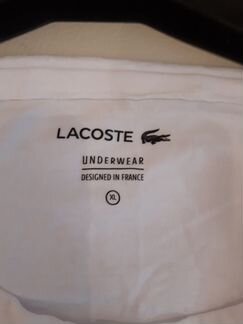 LACOSTE
UNDERWEAR
DESIGNED IN FRANCE
XL